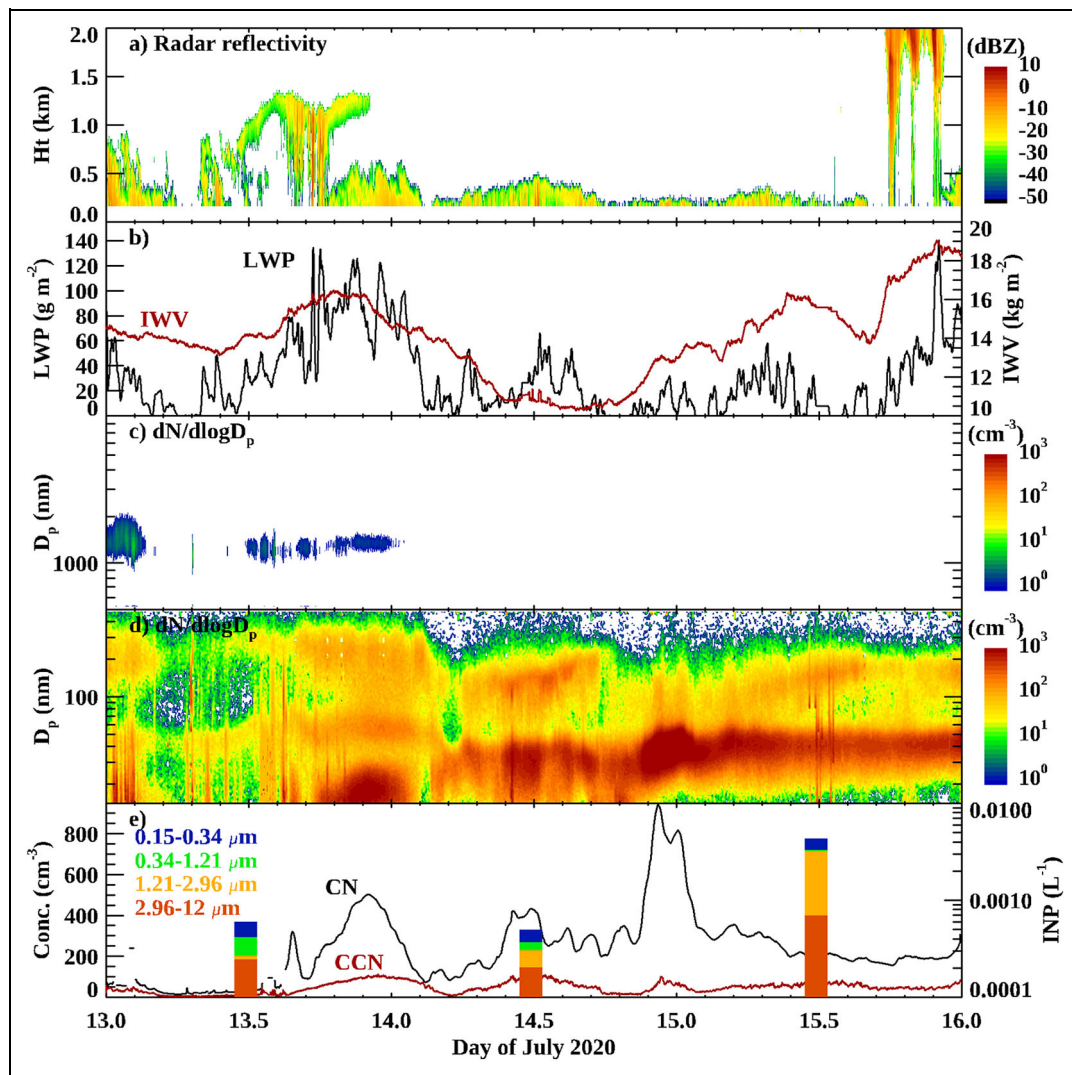 a) Radar reflectivity
(dBZ)
Ht (km)
2.0
1.5
1.0
0.5
0.0
10
0
-10
-20
-30
-40
-50
b)
LWP
IWV
LWP (g m-2)
140
120
100
80
60
40
20
0
IWV (kg m-2)
20
18
16
14
12
10
c) dN/dlogDp
(cm-3)
Dp (nm)
1000
10³
10²
10¹
10⁰
d) dN/dlogDp
(cm-3)
Dp (nm)
100
10³
10²
10¹
10⁰
e)
0.15-0.34 μm
0.34-1.21 μm
1.21-2.96 μm
2.96-12 μm
CN
CCN
Conc. (cm-3)
800
600
400
200
0
INP (L-1)
0.0100
0.0010
0.0001
13.0 13.5 14.0 14.5 15.0 15.5 16.0
Day of July 2020